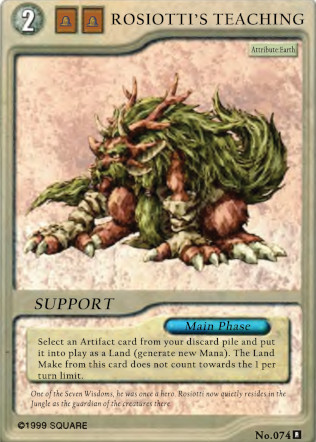 2
ROSIOTTI'S TEACHING
Attribute:Earth
SUPPORT
Main Phase
Select an Artifact card from your discard pile and put
it into play as a Land (generate new Mana). The Land
Make from this card does not count towards the 1 per
turn limit.
One of the Seven Wisdoms, he was once a hero. Rosiotti now quietly resides in the
Jungle as the guardian of the creatures there.
©1999 SQUARE
No.074